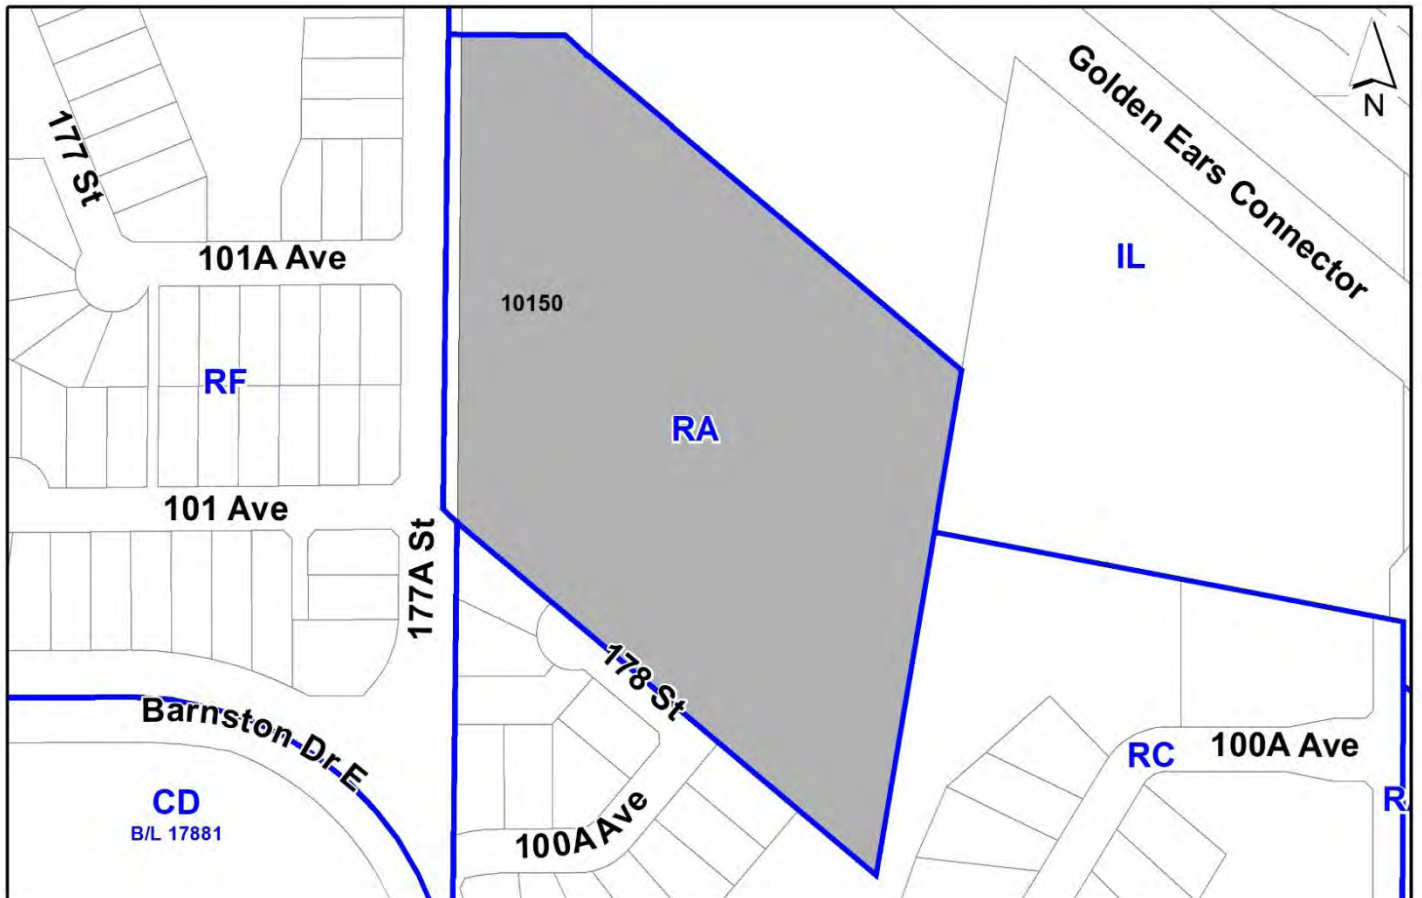 Golden Ears Connector
N
177 St
101A Ave
IL
10150
RF
RA
101 Ave
177A St
178 St
Barnston Dr E
RC
100A Ave
CD
B/L 17881
100A Ave